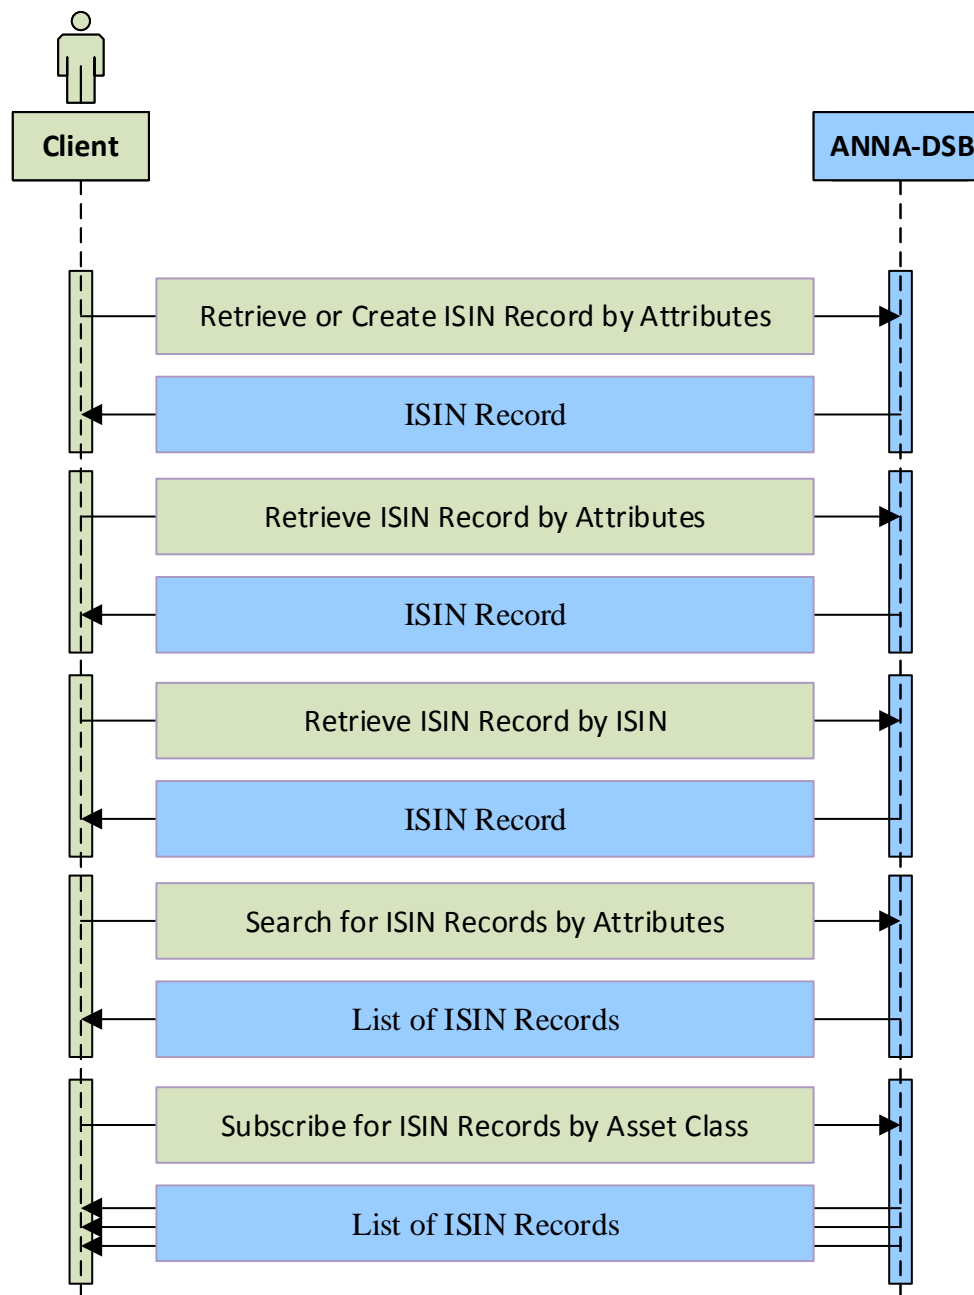 Client
ANNA-DSB
Retrieve or Create ISIN Record by Attributes
ISIN Record
Retrieve ISIN Record by Attributes
ISIN Record
Retrieve ISIN Record by ISIN
ISIN Record
Search for ISIN Records by Attributes
List of ISIN Records
Subscribe for ISIN Records by Asset Class
List of ISIN Records